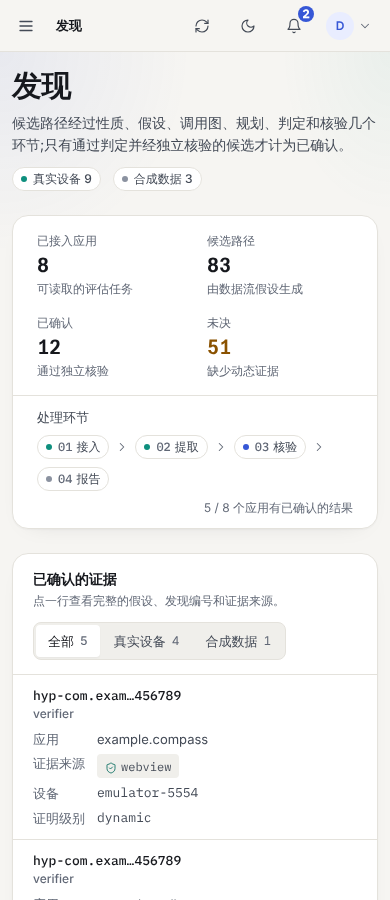 发现
2
D
发现
候选路径经过性质、假设、调用图、规划、判定和核验几个
环节;只有通过判定并经独立核验的候选才计为已确认。
真实设备 9 合成数据 3
已接入应用 候选路径
8 83
可读取的评估任务 由数据流假设生成
已确认 未决
12 51
通过独立核验 缺少动态证据
处理环节
01 接入 02 提取 03 核验
04 报告
5 / 8 个应用有已确认的结果
已确认的证据
点一行查看完整的假设、发现编号和证据来源。
全部 5 真实设备 4 合成数据 1
hyp-com.exam…456789
verifier
应用 example.compass
证据来源 webview
设备 emulator-5554
证明级别 dynamic
hyp-com.exam…456789
verifier